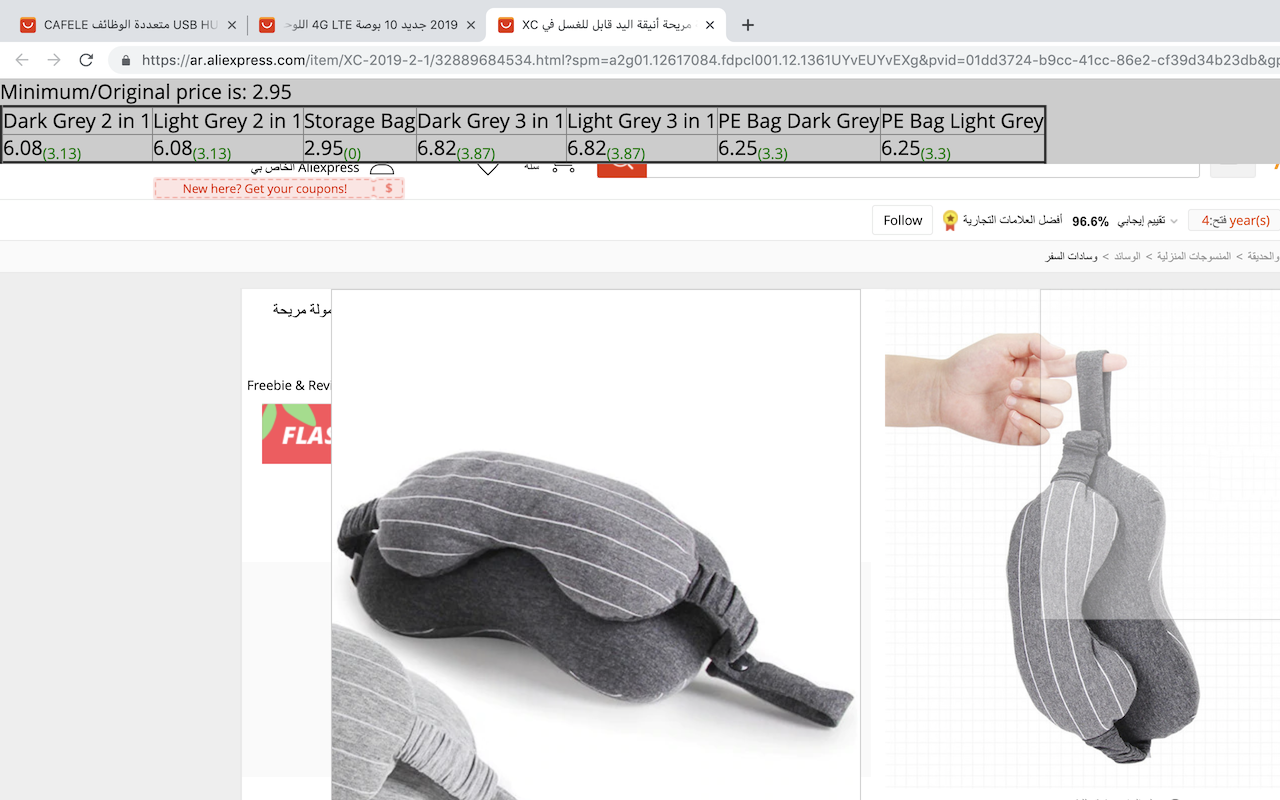 CAFELE متعددة الوظائف USB HU
2019 جديد 10 بوصة 4G LTE اللو<
مريحة أنيقة اليد قابل للغسل في XC
https://ar.aliexpress.com/item/XC-2019-2-1/32889684534.html?spm=a2g01.12617084.fdpcl001.12.1361UYvEUYvEXg&pvid=01dd3724-b9cc-41cc-86e2-cf39d34b23db&gp
Minimum/Original price is: 2.95
Dark Grey 2 in 1 Light Grey 2 in 1 Storage Bag Dark Grey 3 in 1 Light Grey 3 in 1 PE Bag Dark Grey PE Bag Light Grey
6.08(3.13) 6.08(3.13) 2.95(0) 6.82(3.87) 6.82(3.87) 6.25(3.3) 6.25(3.3)
Aliexpress الخاص بي
سلة
New here? Get your coupons! $
Follow
أفضل العلامات التجارية
96.6% تقييم إيجابي
فتح:4 year(s)
والحديقة > المنسوجات المنزلية > الوسائد > وسادات السفر
مولة مريحة
Freebie & Revi
FLAS